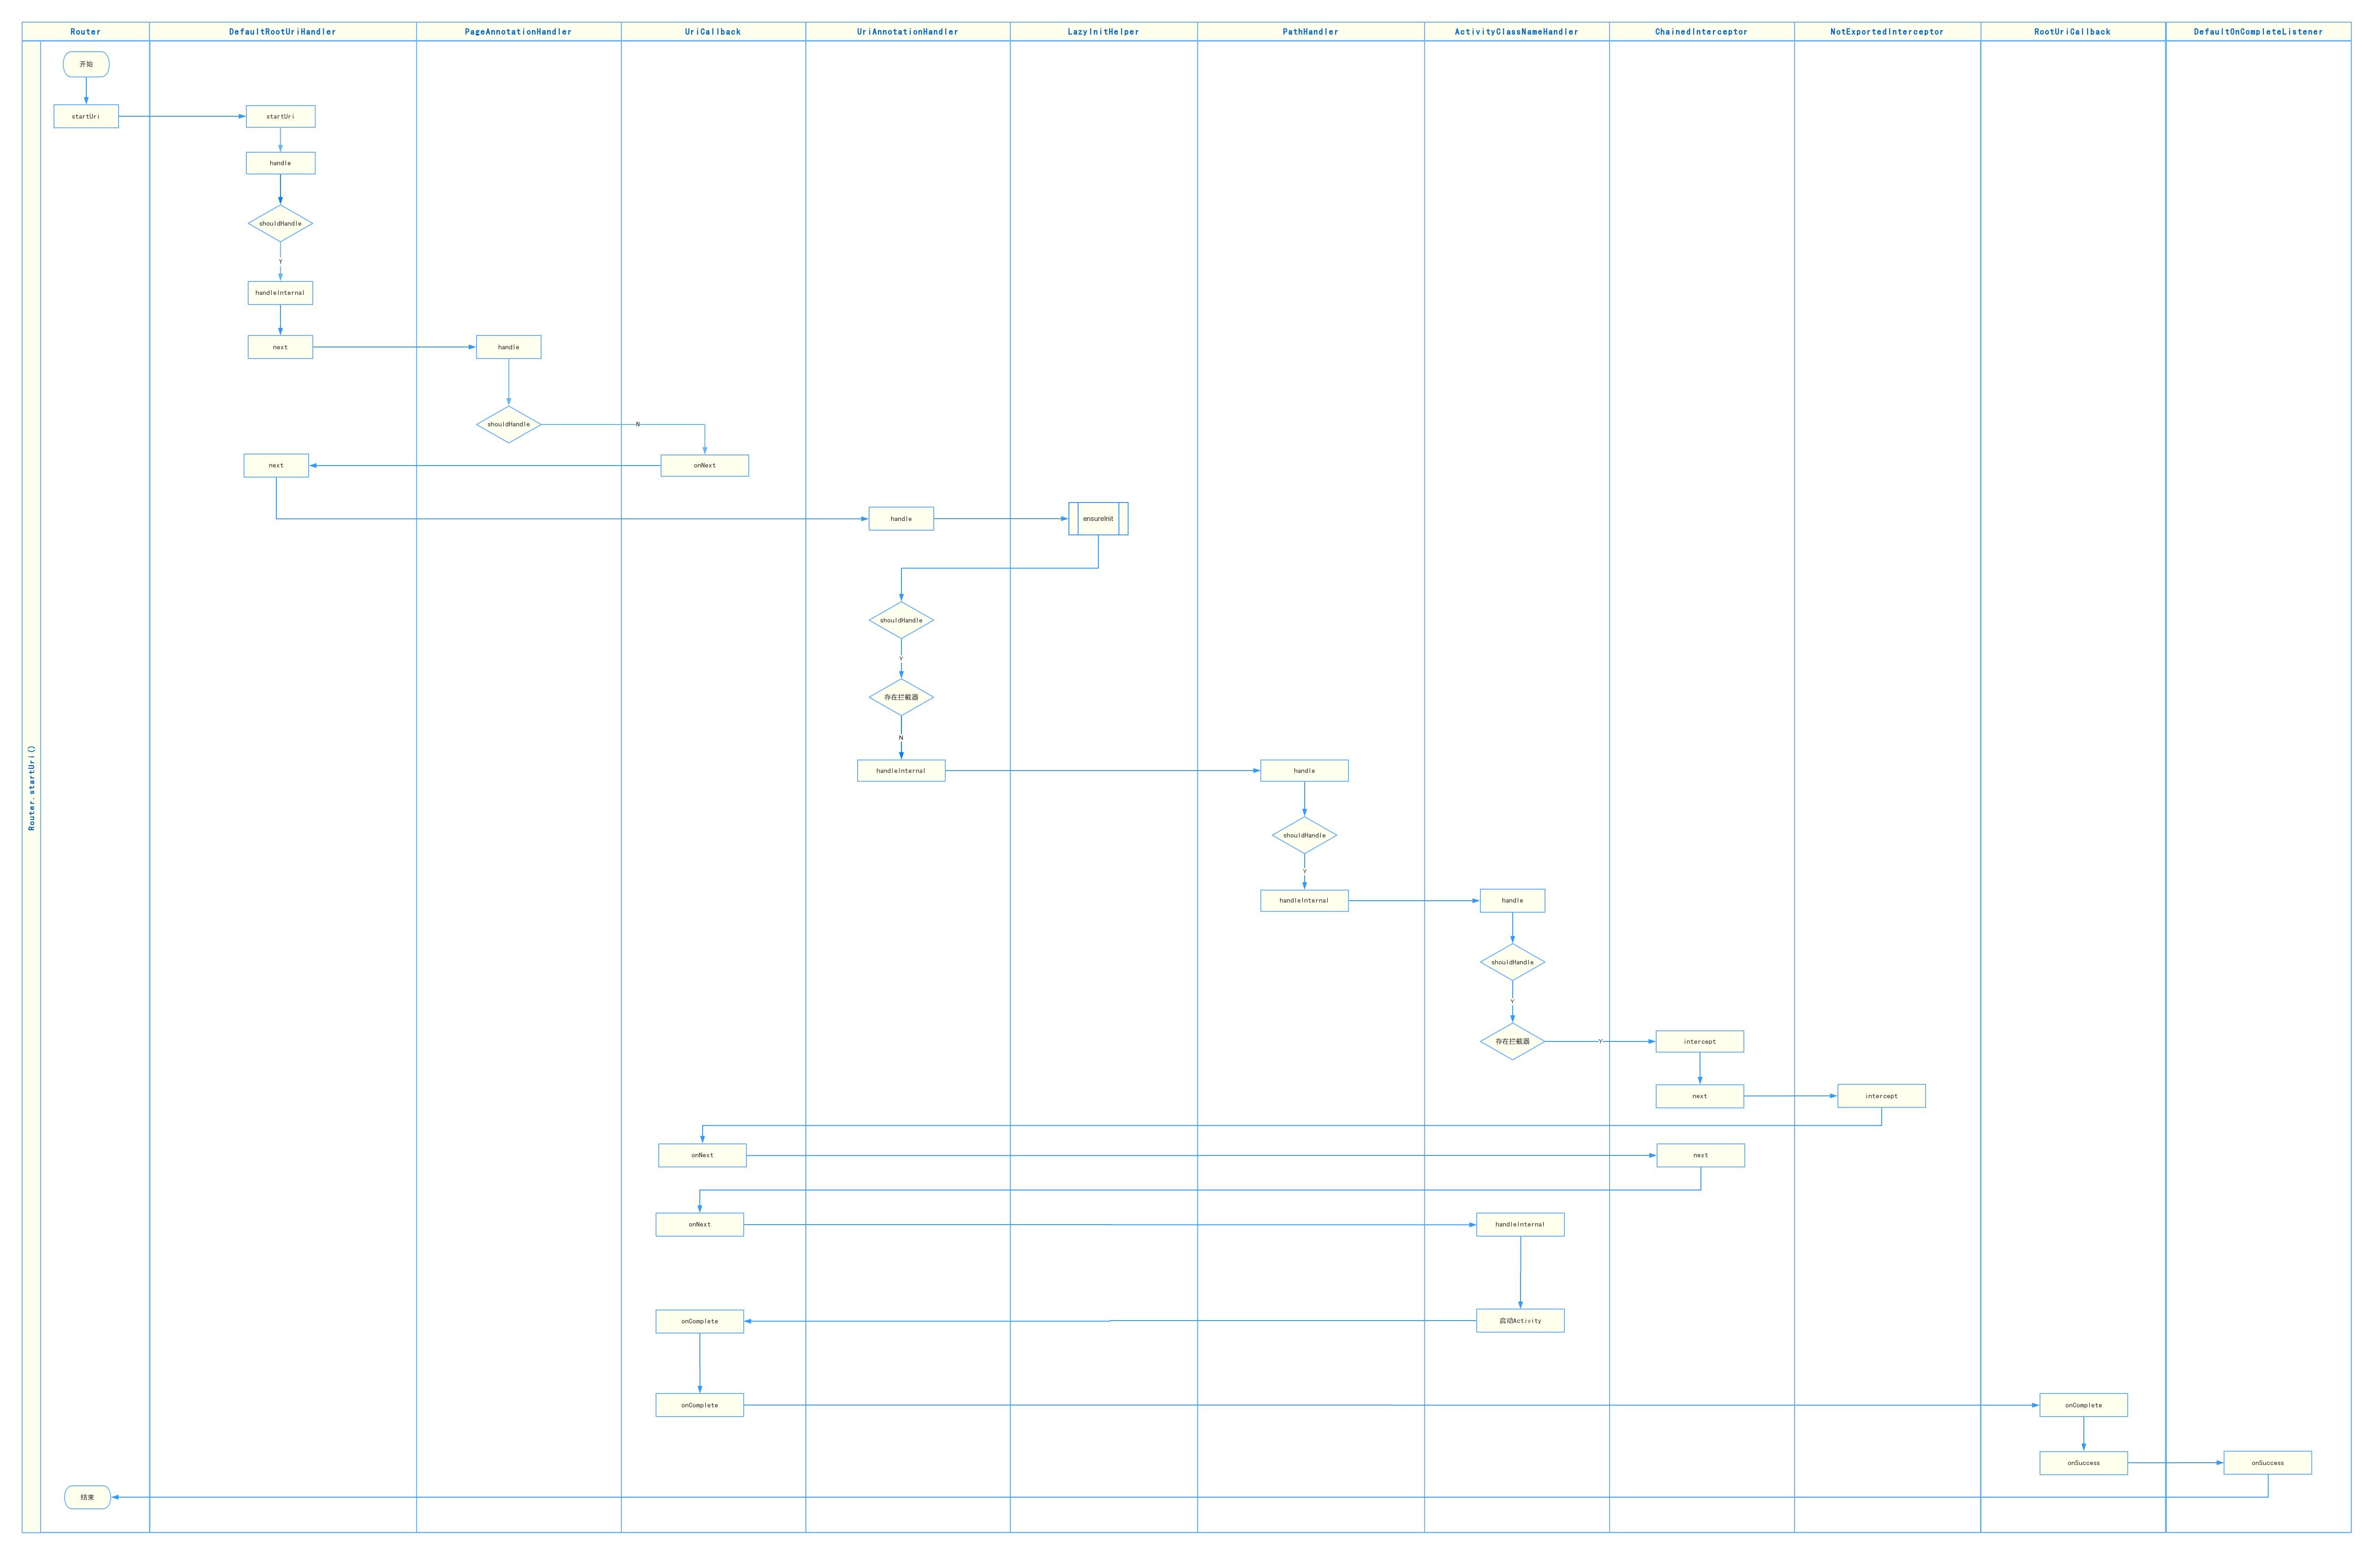 Router
DefaultRootUriHandler
PageAnnotationHandler
UriCallback
UriAnnotationHandler
LazyInitHelper
PathHandler
ActivityClassNameHandler
ChainedInterceptor
NotExportedInterceptor
RootUriCallback
DefaultOnCompleteListener
Router.startUri()
开始
startUri
startUri
handle
shouldHandle
Y
handleInternal
next
handle
shouldHandle
N
next
onNext
handle
ensureInit
shouldHandle
Y
存在拦截器
N
handleInternal
handle
shouldHandle
Y
handleInternal
handle
shouldHandle
Y
存在拦截器
Y
intercept
next
intercept
onNext
next
onNext
handleInternal
onComplete
启动Activity
onComplete
onComplete
onSuccess
onSuccess
结束